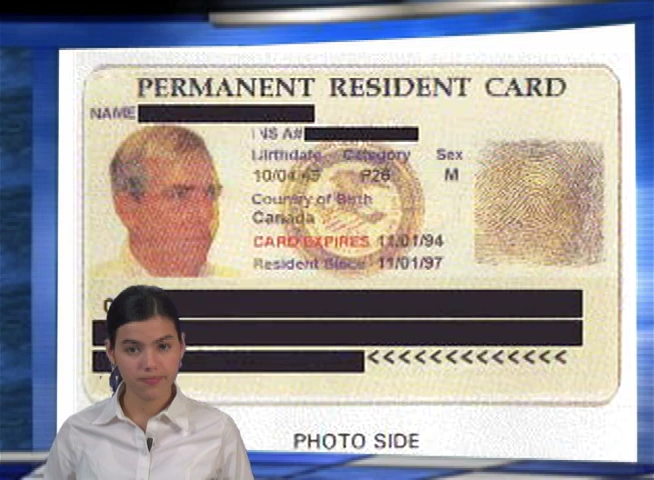 PERMANENT RESIDENT CARD
NAME
INS A#
Birthdate Category Sex
M
Country of Birth
Canada
CARD EXPIRES 11/01/94
Resident Since 11/01/97
<<<<<<<<<<<<<
PHOTO SIDE